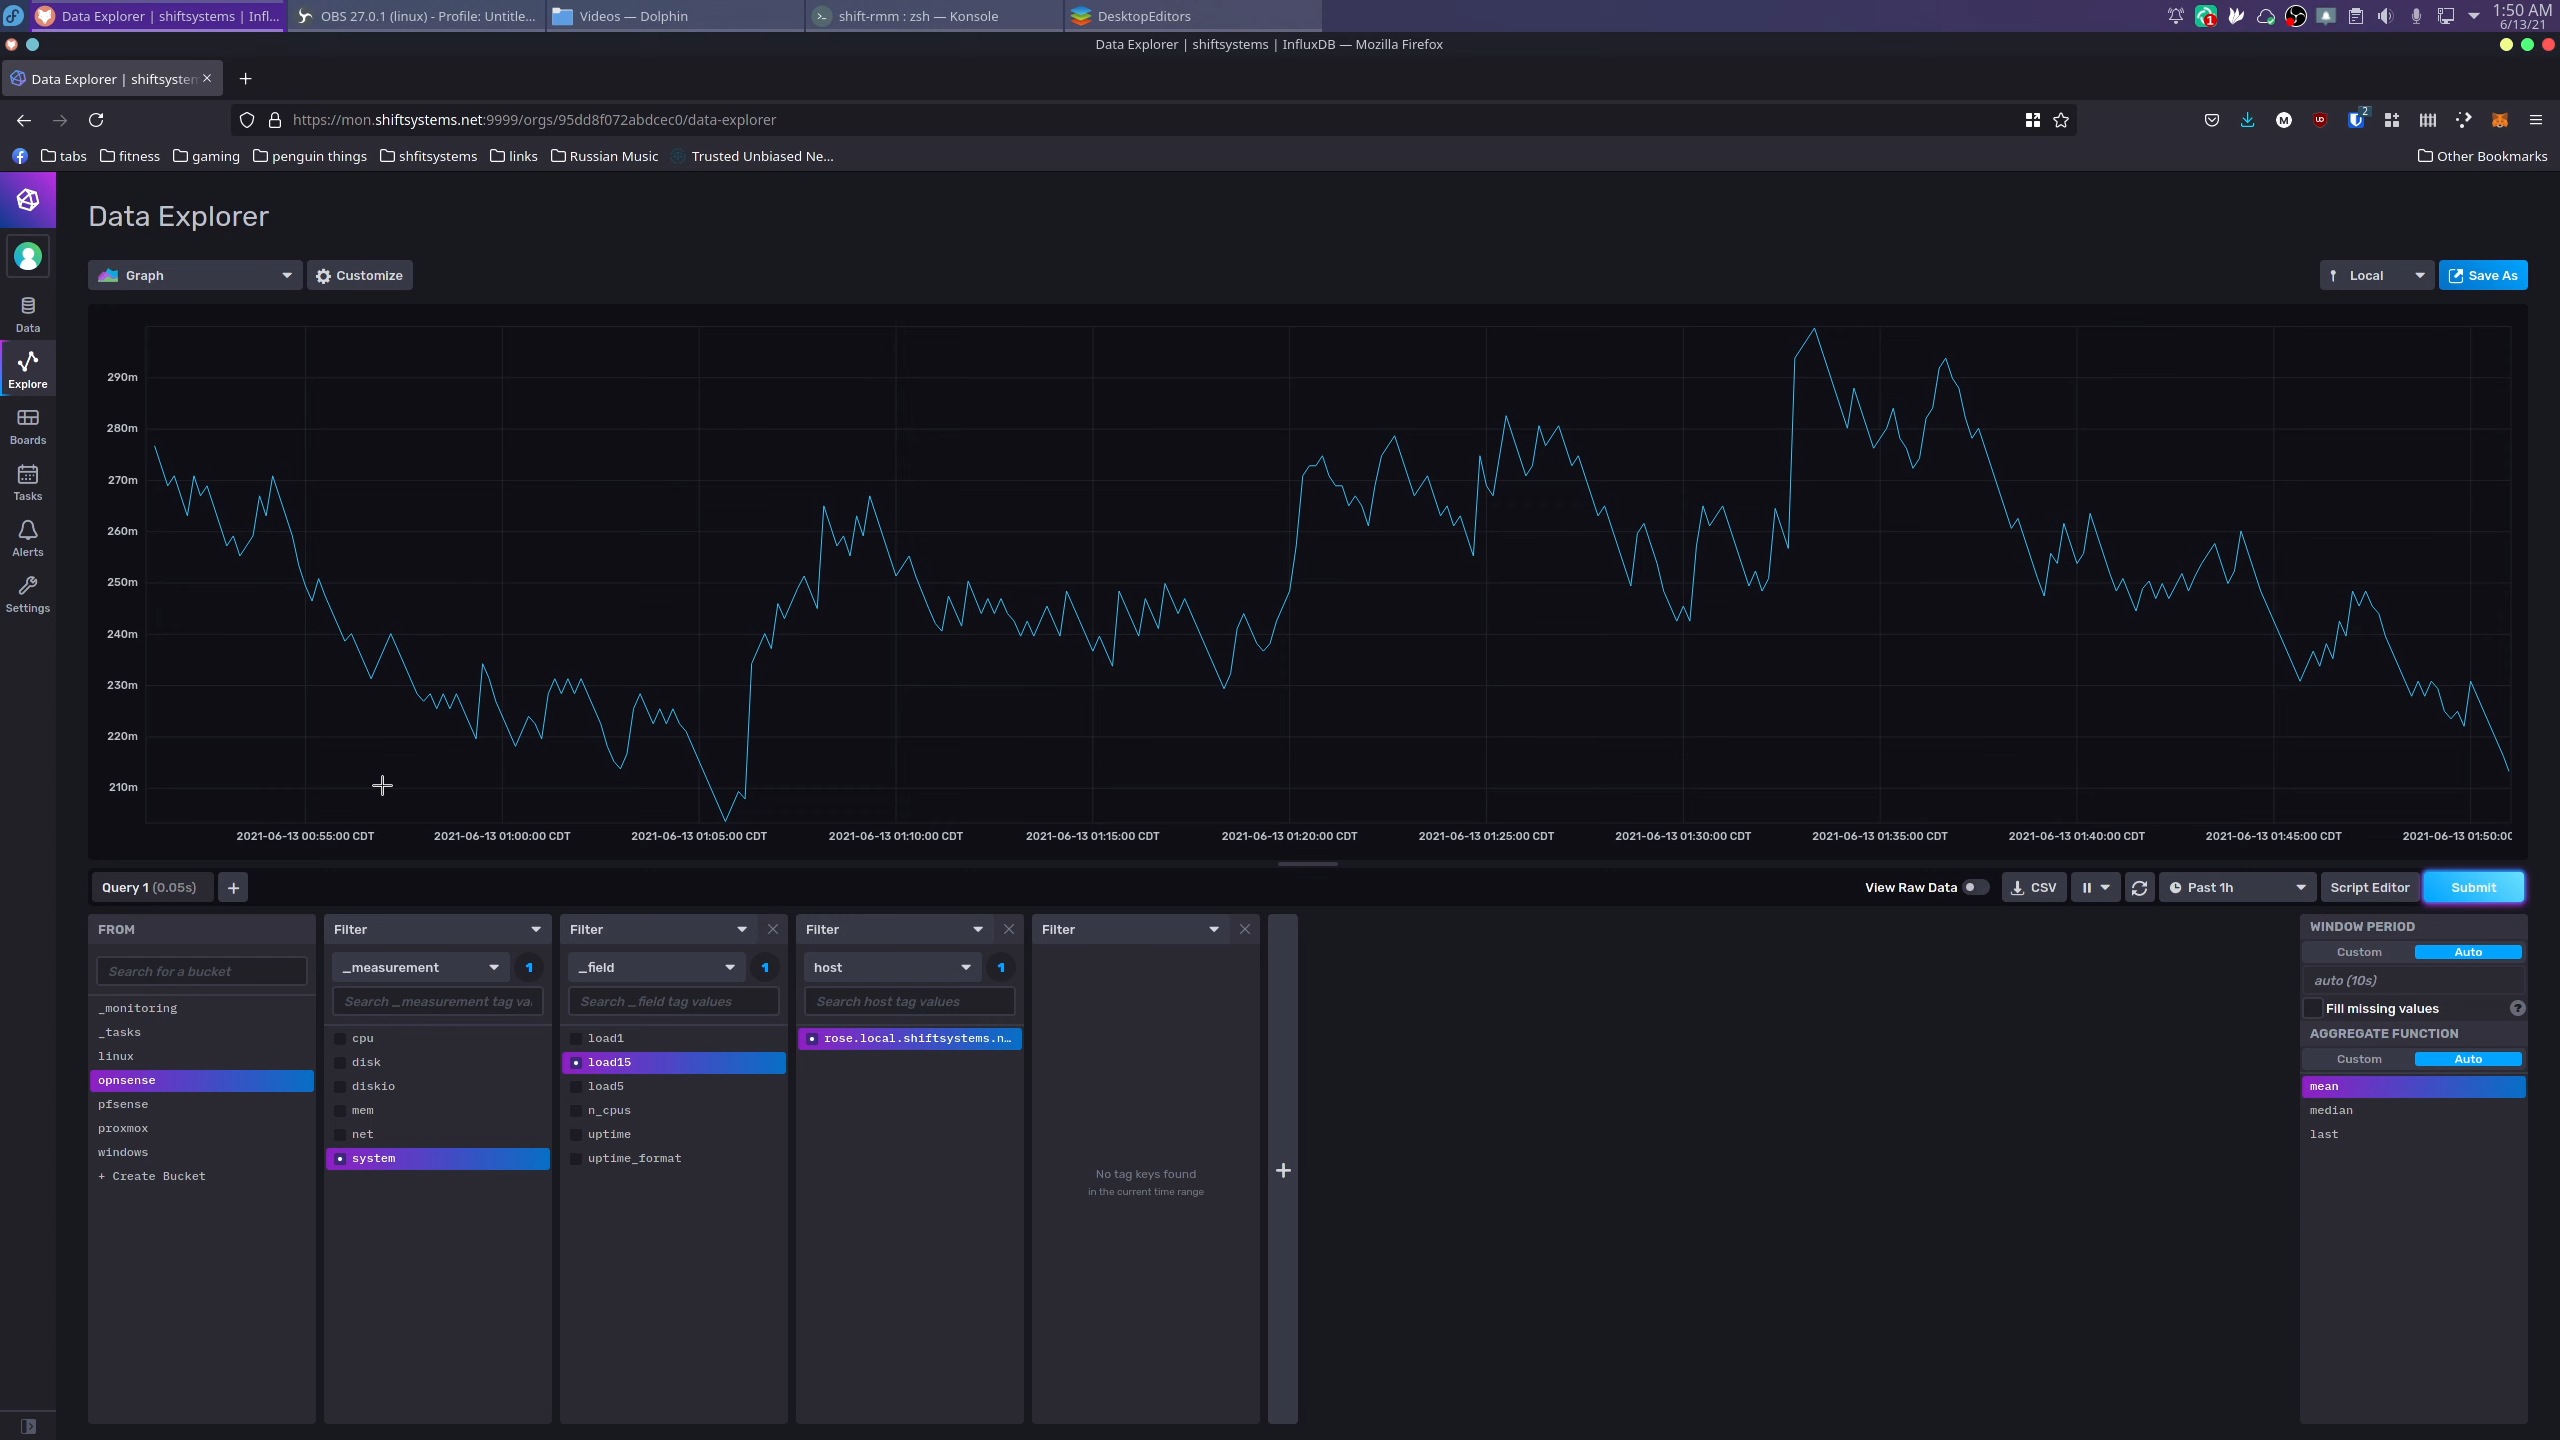 Data Explorer | shiftsystems | Infl...
OBS 27.0.1 (linux) - Profile: Untitle...
Videos — Dolphin
shift-rmm : zsh — Konsole
DesktopEditors
1
1:50 AM
6/13/21
Data Explorer | shiftsystems | InfluxDB — Mozilla Firefox
Data Explorer | shiftsystem
https://mon.shiftsystems.net:9999/orgs/95dd8f072abdcec0/data-explorer
2
tabs
fitness
gaming
penguin things
shfitsystems
links
Russian Music
Trusted Unbiased Ne...
Other Bookmarks
Data Explorer
Graph
Customize
Local
Save As
Data
Explore
Boards
Tasks
Alerts
Settings
290m
280m
270m
260m
250m
240m
230m
220m
210m
2021-06-13 00:55:00 CDT
2021-06-13 01:00:00 CDT
2021-06-13 01:05:00 CDT
2021-06-13 01:10:00 CDT
2021-06-13 01:15:00 CDT
2021-06-13 01:20:00 CDT
2021-06-13 01:25:00 CDT
2021-06-13 01:30:00 CDT
2021-06-13 01:35:00 CDT
2021-06-13 01:40:00 CDT
2021-06-13 01:45:00 CDT
2021-06-13 01:50:00
Query 1 (0.05s)
+
View Raw Data
CSV
Past 1h
Script Editor
Submit
FROM
Search for a bucket
_monitoring
_tasks
linux
opnsense
pfsense
proxmox
windows
+ Create Bucket
Filter
_measurement
1
Search _measurement tag val
cpu
disk
diskio
mem
net
system
Filter
_field
1
Search _field tag values
load1
load15
load5
n_cpus
uptime
uptime_format
Filter
host
1
Search host tag values
rose.local.shiftsystems.n…
Filter
No tag keys found
in the current time range
+
WINDOW PERIOD
Custom
Auto
auto (10s)
Fill missing values
?
AGGREGATE FUNCTION
Custom
Auto
mean
median
last